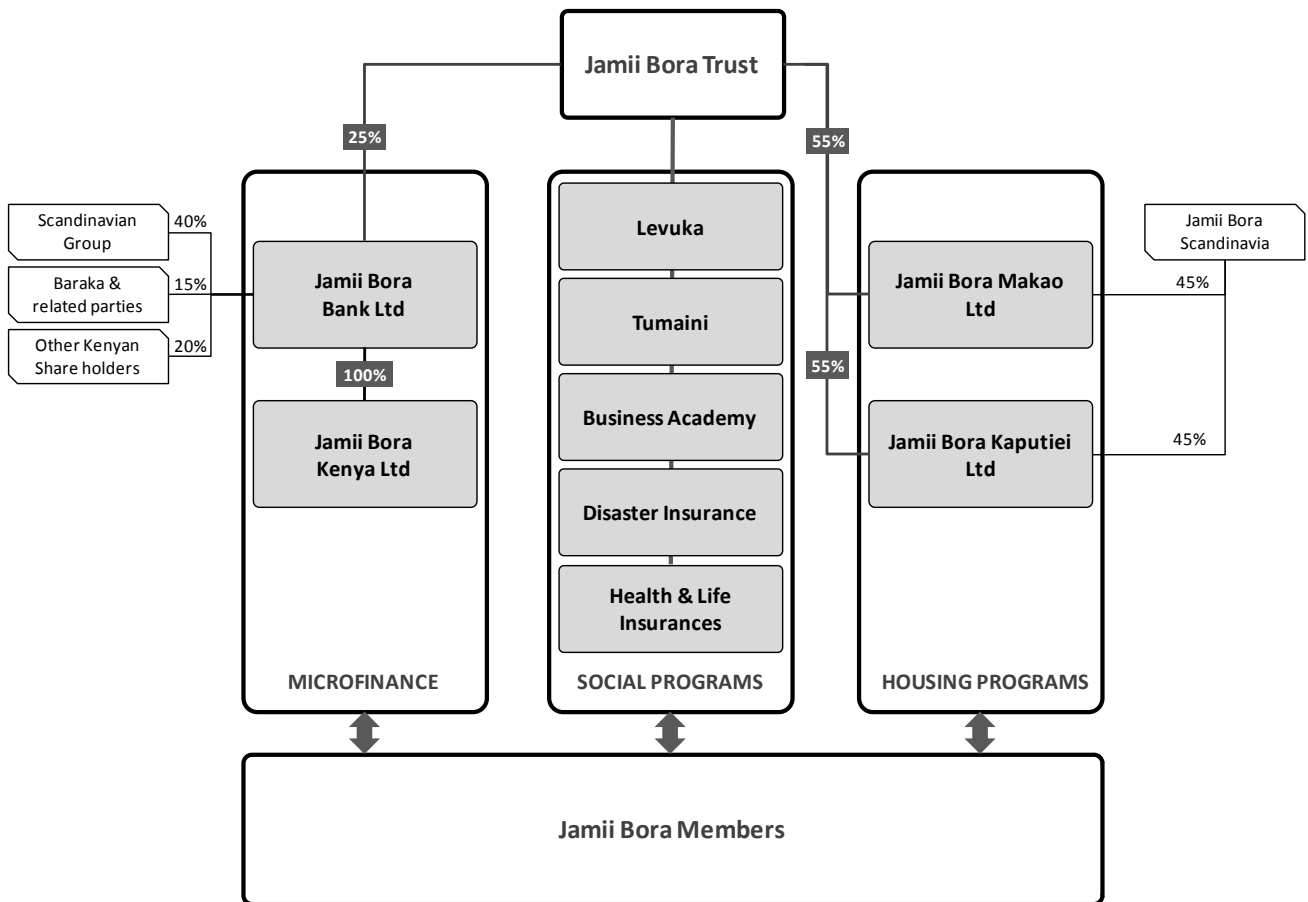 Jamii Bora Trust
25%
55%
Scandinavian
Group
40%
Baraka &
related parties
15%
Other Kenyan
Share holders
20%
Jamii Bora
Bank Ltd
100%
Jamii Bora
Kenya Ltd
MICROFINANCE
Levuka
Tumaini
Business Academy
Disaster Insurance
Health & Life
Insurances
SOCIAL PROGRAMS
Jamii Bora Makao
Ltd
55%
Jamii Bora Kaputiei
Ltd
HOUSING PROGRAMS
Jamii Bora
Scandinavia
45%
45%
Jamii Bora Members